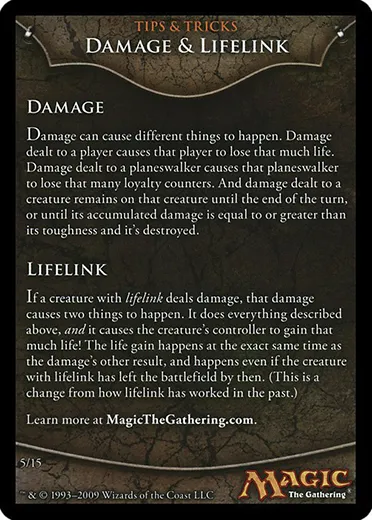 TIPS & TRICKS
DAMAGE & LIFELINK
DAMAGE
Damage can cause different things to happen. Damage
dealt to a player causes that player to lose that much life.
Damage dealt to a planeswalker causes that planeswalker
to lose that many loyalty counters. And damage dealt to a
creature remains on that creature until the end of the turn,
or until its accumulated damage is equal to or greater than
its toughness and it's destroyed.
LIFELINK
If a creature with lifelink deals damage, that damage
causes two things to happen. It does everything described
above, and it causes the creature's controller to gain that
much life! The life gain happens at the exact same time as
the damage's other result, and happens even if the creature
with lifelink has left the battlefield by then. (This is a
change from how lifelink has worked in the past.)
Learn more at MagicTheGathering.com.
5/15
MAGIC
The Gathering
™ & © 1993–2009 Wizards of the Coast LLC